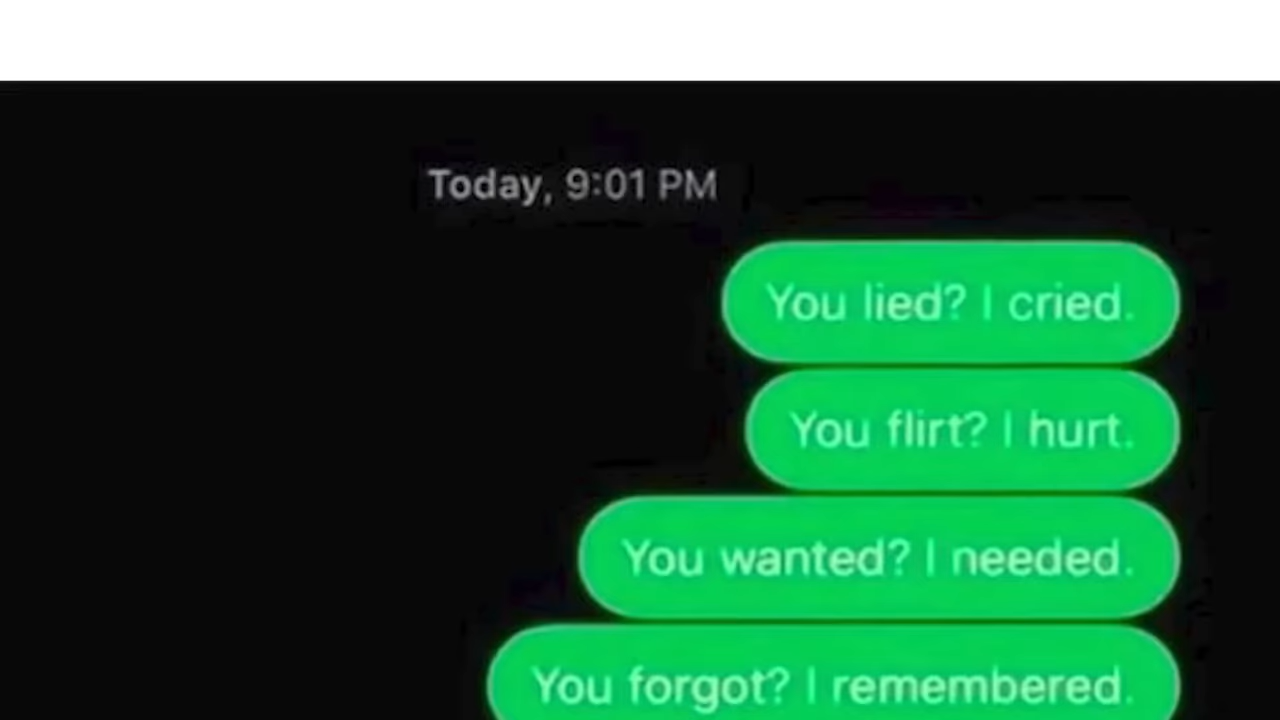 Today, 9:01 PM
You lied? I cried.
You flirt? I hurt.
You wanted? I needed.
You forgot? I remembered.